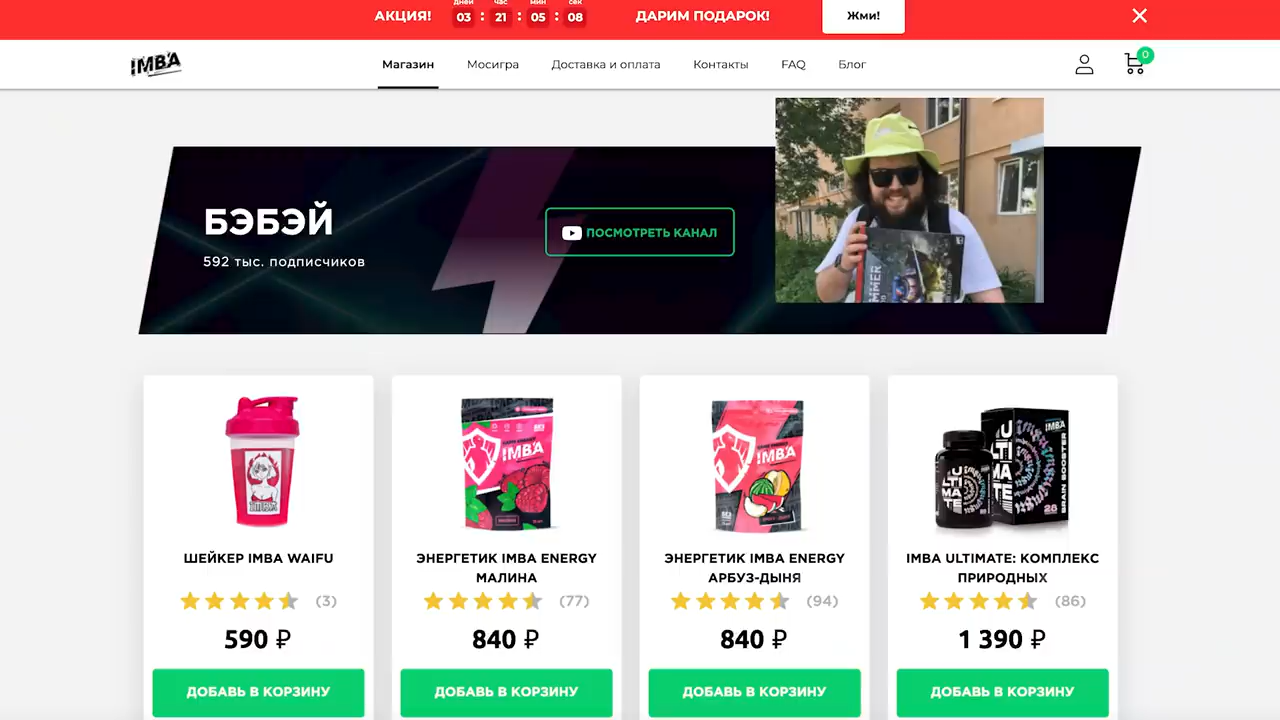 АКЦИЯ!
дней час мин сек
03 : 21 : 05 : 08
ДАРИМ ПОДАРОК!
Жми!
IMBA
Магазин
Мосигра
Доставка и оплата
Контакты
FAQ
Блог
0
БЭБЭЙ
592 тыс. подписчиков
ПОСМОТРЕТЬ КАНАЛ
IMBA
IMBA
ULTIMATE
IMBA
BRAIN BOOSTER
ШЕЙКЕР IMBA WAIFU
(3)
590 ₽
ДОБАВЬ В КОРЗИНУ
ЭНЕРГЕТИК IMBA ENERGY
МАЛИНА
(77)
840 ₽
ДОБАВЬ В КОРЗИНУ
ЭНЕРГЕТИК IMBA ENERGY
АРБУЗ-ДЫНЯ
(94)
840 ₽
ДОБАВЬ В КОРЗИНУ
IMBA ULTIMATE: КОМПЛЕКС
ПРИРОДНЫХ
(86)
1 390 ₽
ДОБАВЬ В КОРЗИНУ